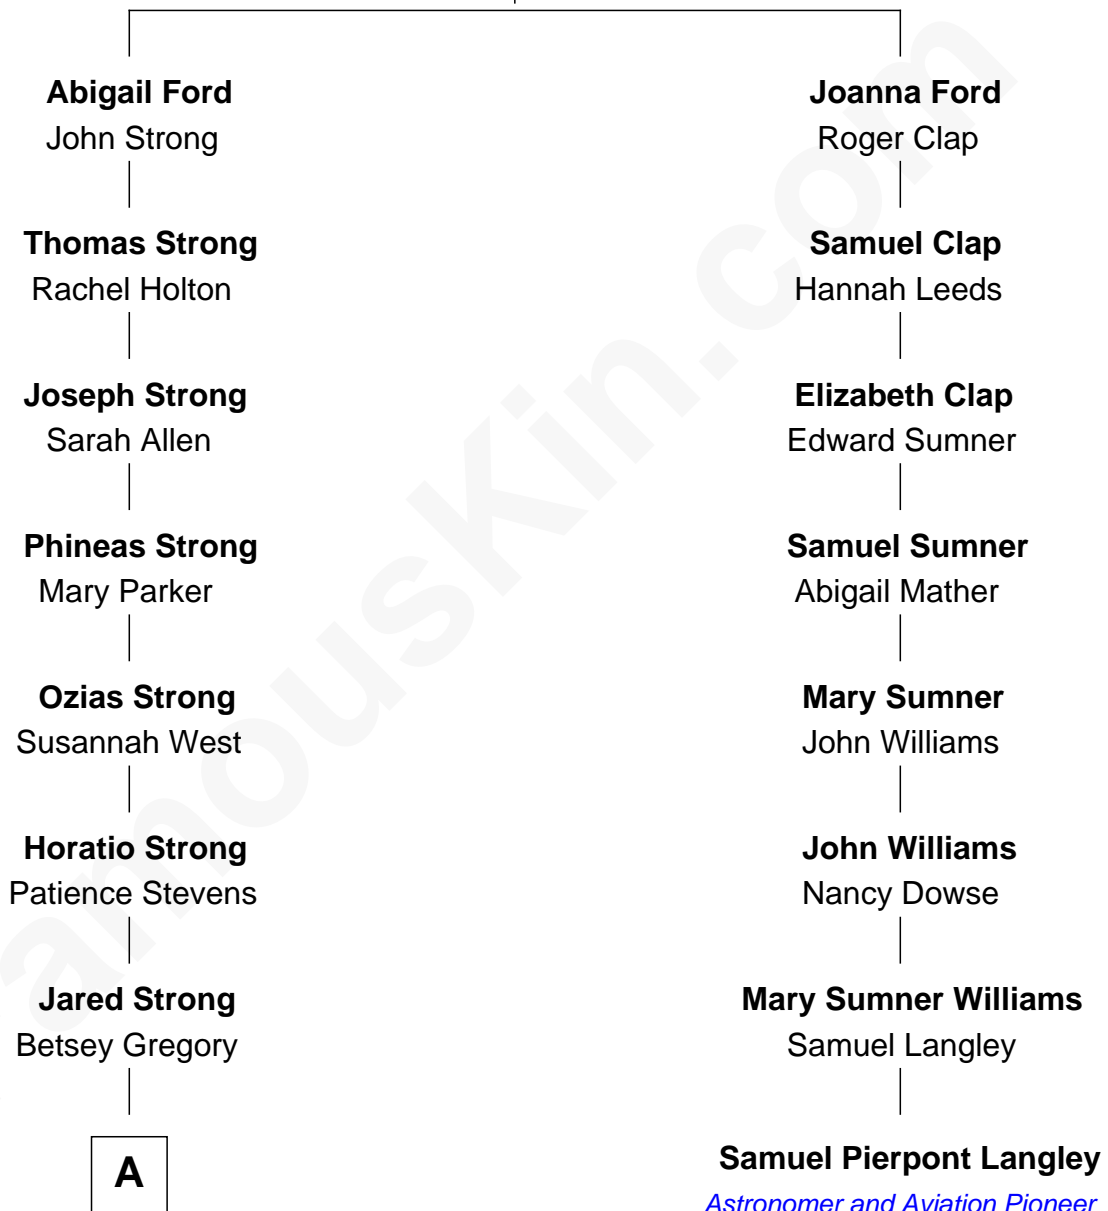 Abigail Ford
John Strong
Joanna Ford
Roger Clap
Thomas Strong
Rachel Holton
Samuel Clap
Hannah Leeds
Joseph Strong
Sarah Allen
Elizabeth Clap
Edward Sumner
Phineas Strong
Mary Parker
Samuel Sumner
Abigail Mather
Ozias Strong
Susannah West
Mary Sumner
John Williams
Horatio Strong
Patience Stevens
John Williams
Nancy Dowse
Jared Strong
Betsey Gregory
Mary Sumner Williams
Samuel Langley
A
Samuel Pierpont Langley
Astronomer and Aviation Pioneer
amouskin.com